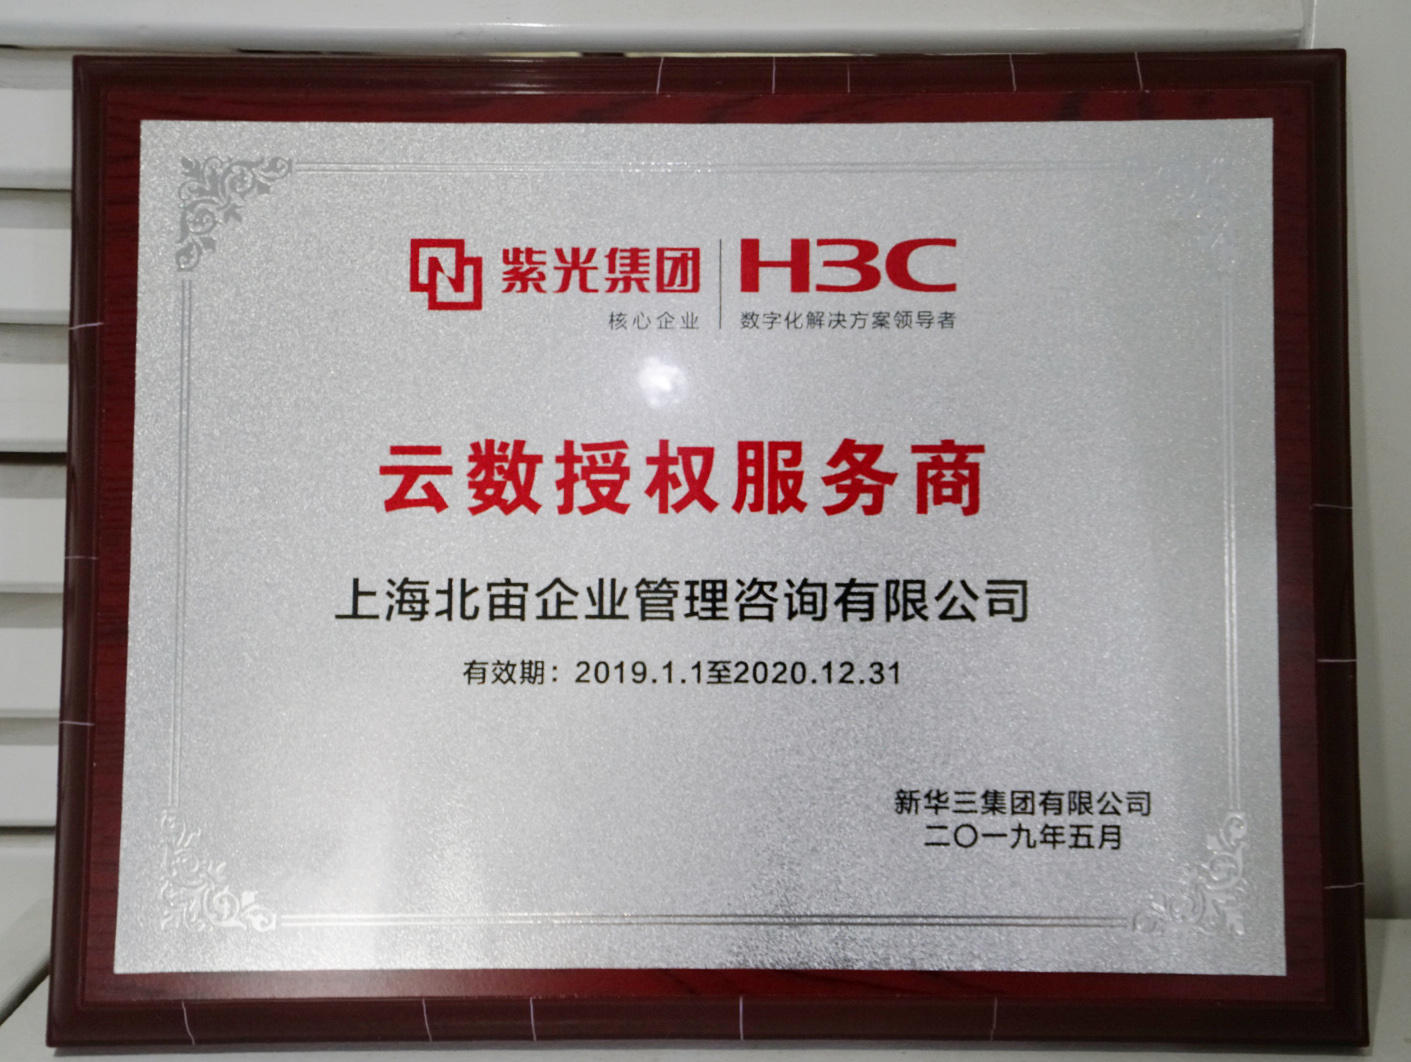 紫光集团 H3C
核心企业 数字化解决方案领导者
云数授权服务商
上海北宙企业管理咨询有限公司
有效期：2019.1.1至2020.12.31
新华三集团有限公司
二〇一九年五月